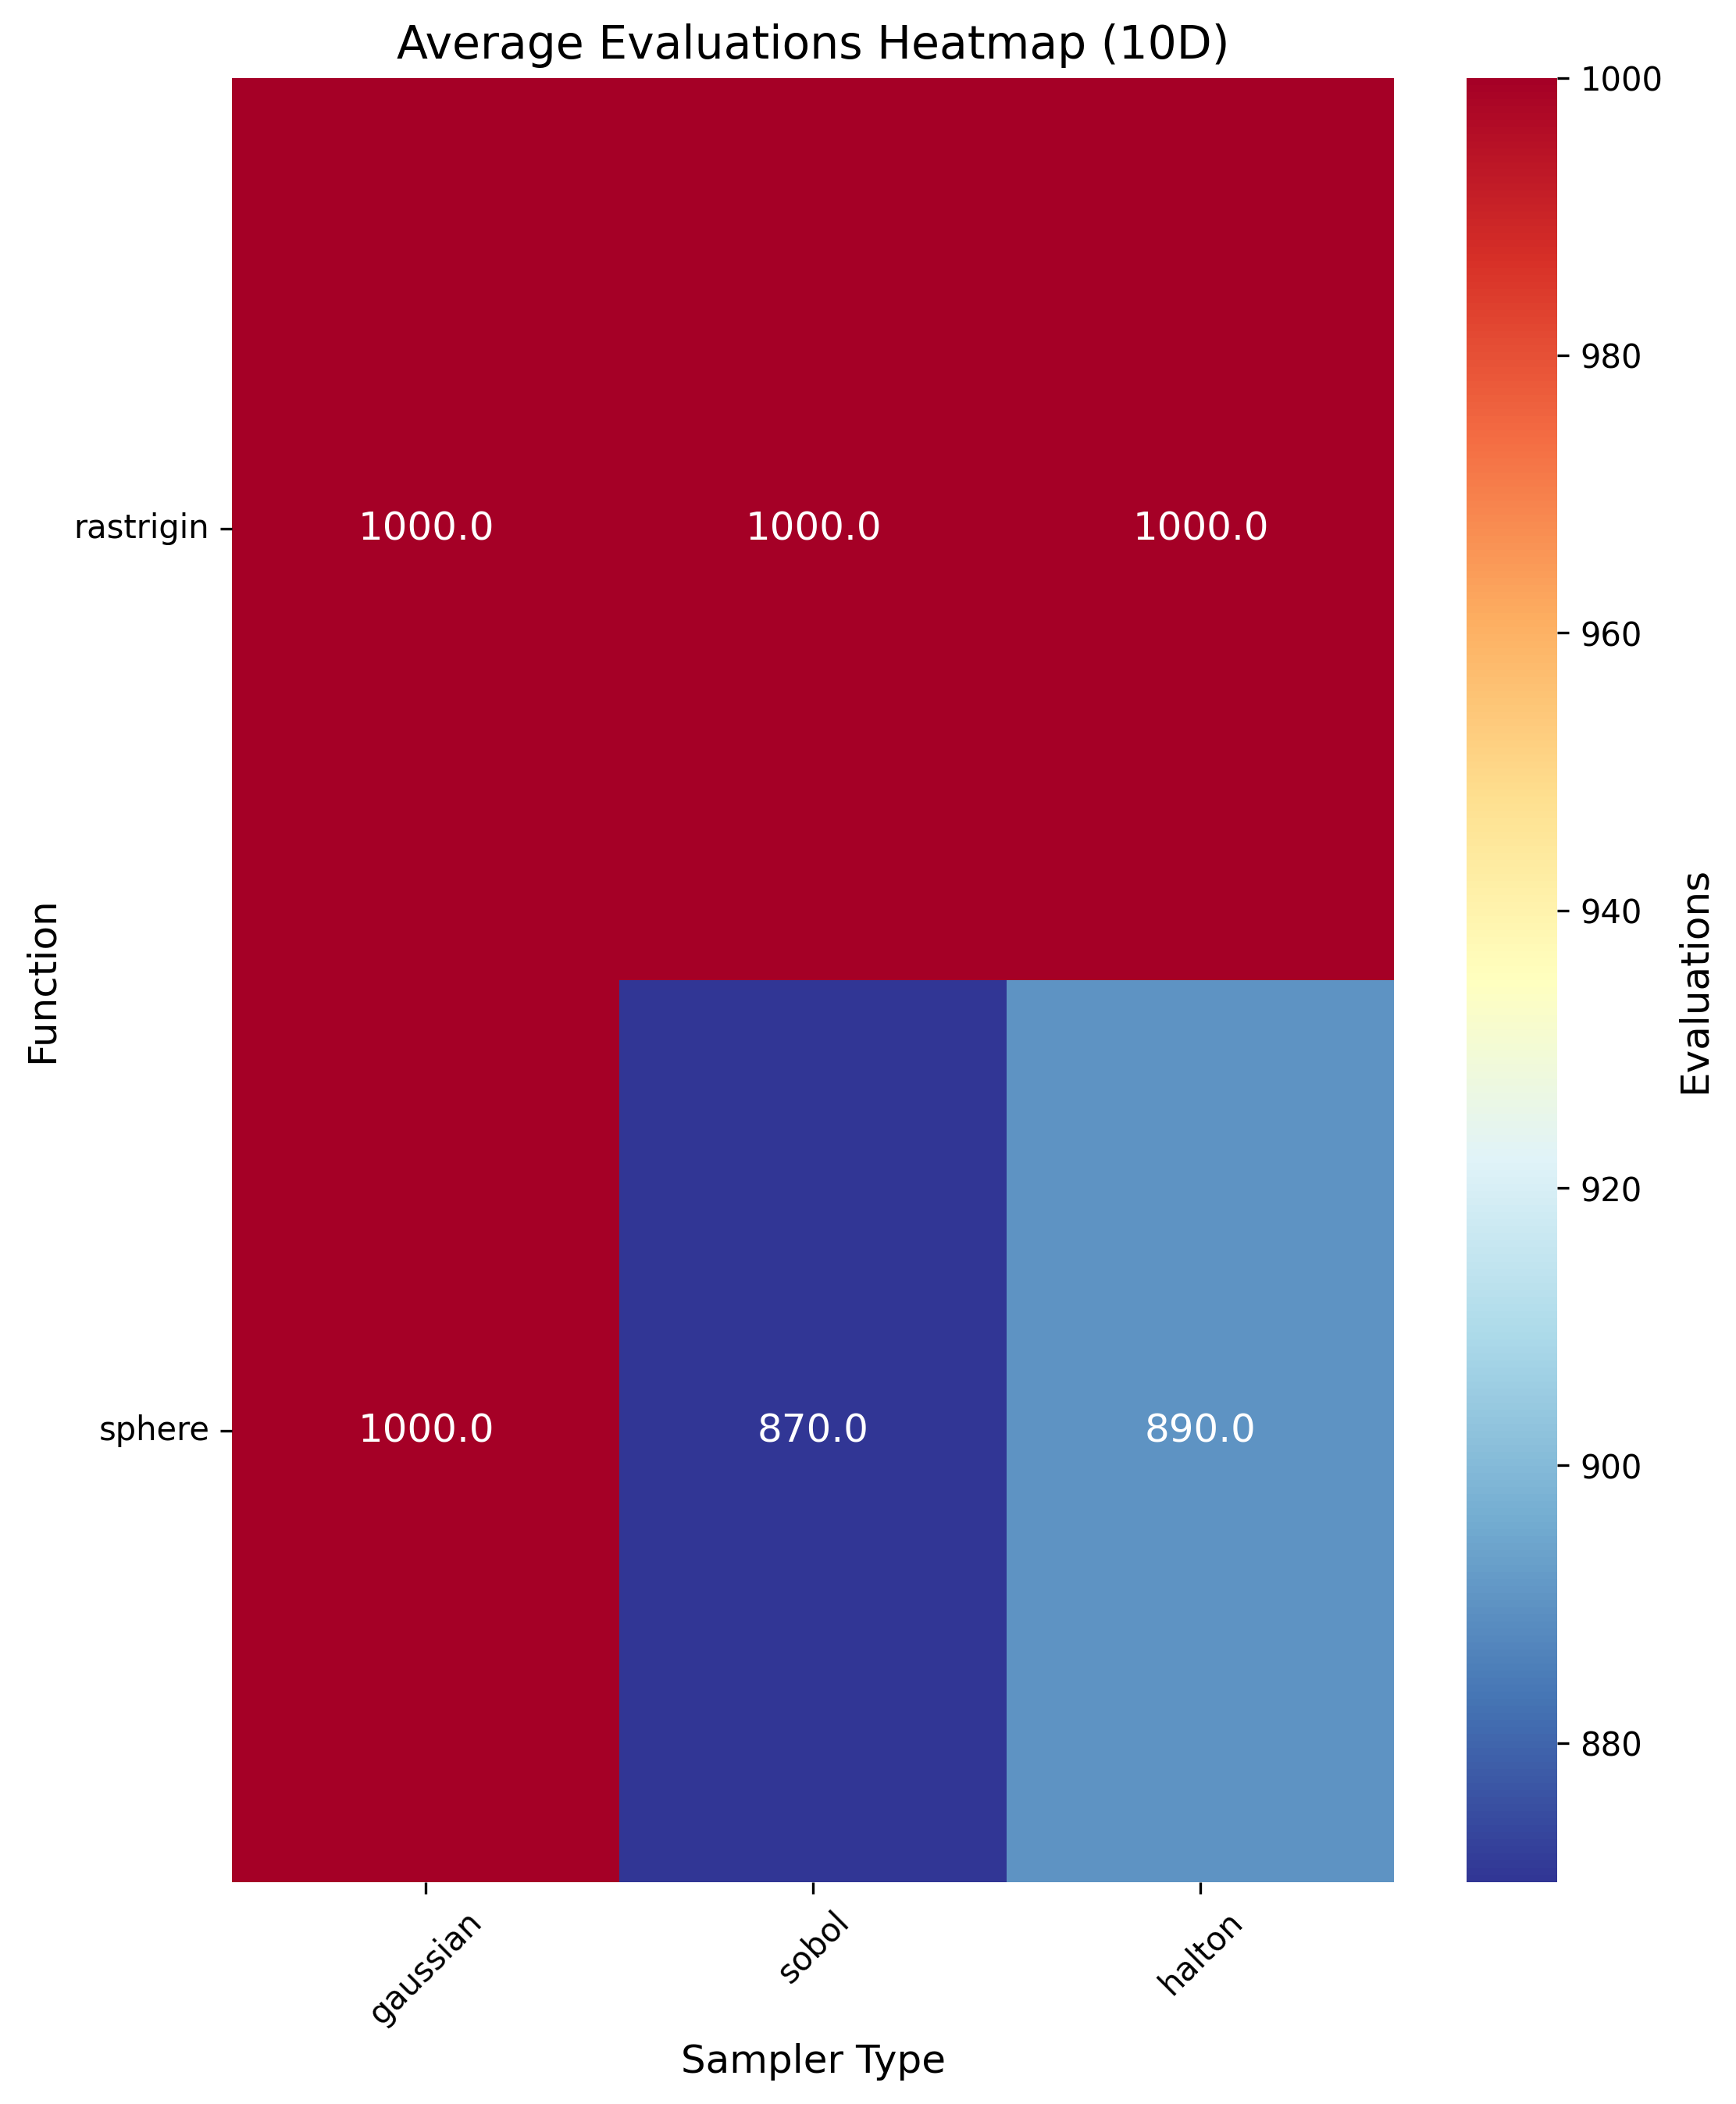 Average Evaluations Heatmap (10D)
1000
980
960
940
920
900
880
Evaluations
Function
rastrigin
1000.0 1000.0 1000.0
sphere
1000.0 870.0 890.0
gaussian sobol halton
Sampler Type